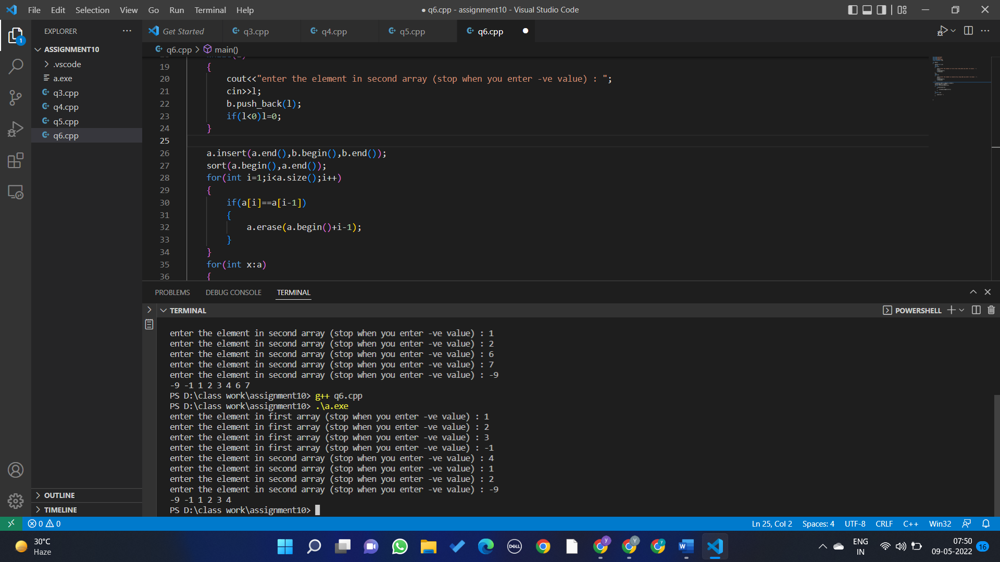 File Edit Selection View Go Run Terminal Help
● q6.cpp - assignment10 - Visual Studio Code
EXPLORER
Get Started
q3.cpp
q4.cpp
q5.cpp
q6.cpp
q6.cpp > main()
1
ASSIGNMENT10
.vscode
a.exe
q3.cpp
q4.cpp
q5.cpp
q6.cpp
19 {
20 cout<<"enter the element in second array (stop when you enter -ve value) : ";
21 cin>>l;
22 b.push_back(l);
23 if(l<0)l=0;
24 }
25
26 a.insert(a.end(),b.begin(),b.end());
27 sort(a.begin(),a.end());
28 for(int i=1;i<a.size();i++)
29 {
30 if(a[i]==a[i-1])
31 {
32 a.erase(a.begin()+i-1);
33 }
34 }
35 for(int x:a)
36 {
PROBLEMS DEBUG CONSOLE TERMINAL
TERMINAL
POWERSHELL
enter the element in second array (stop when you enter -ve value) : 1
enter the element in second array (stop when you enter -ve value) : 2
enter the element in second array (stop when you enter -ve value) : 6
enter the element in second array (stop when you enter -ve value) : 7
enter the element in second array (stop when you enter -ve value) : -9
-9 -1 1 2 3 4 6 7
PS D:\class work\assignment10> g++ q6.cpp
PS D:\class work\assignment10> .\a.exe
enter the element in first array (stop when you enter -ve value) : 1
enter the element in first array (stop when you enter -ve value) : 2
enter the element in first array (stop when you enter -ve value) : 3
enter the element in first array (stop when you enter -ve value) : -1
enter the element in second array (stop when you enter -ve value) : 4
enter the element in second array (stop when you enter -ve value) : 1
enter the element in second array (stop when you enter -ve value) : 2
enter the element in second array (stop when you enter -ve value) : -9
-9 -1 1 2 3 4
PS D:\class work\assignment10>
OUTLINE
TIMELINE
0 0
Ln 25, Col 2 Spaces: 4 UTF-8 CRLF C++ Win32
30°C
Haze
DELL
ENG
IN
07:50
09-05-2022
16